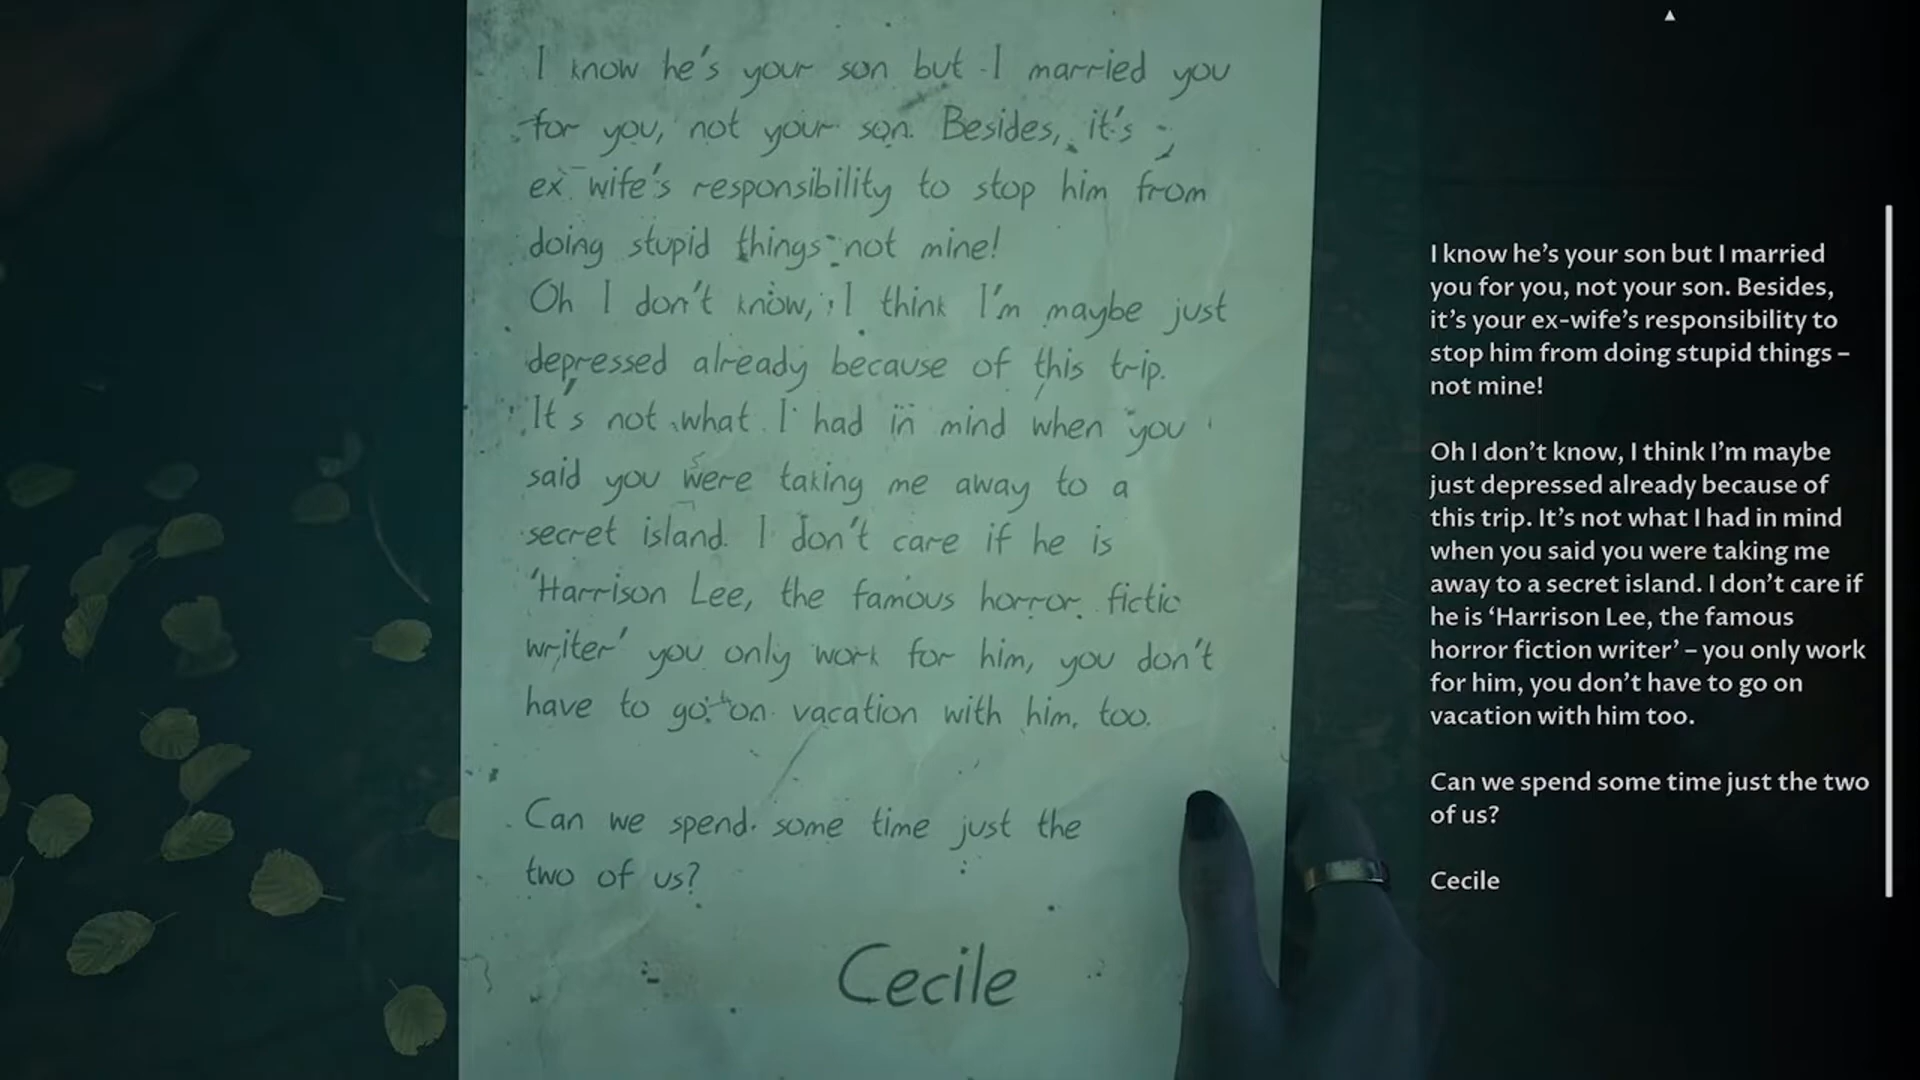 I know he's your son but I married you
for you, not your son. Besides, it's
ex wife's responsibility to stop him from
doing stupid things not mine!
Oh I don't know, I think I'm maybe just
depressed already because of this trip.
It's not what I had in mind when you
said you were taking me away to a
secret island. I don't care if he is
'Harrison Lee, the famous horror fictic
writer' you only work for him, you don't
have to go on vacation with him, too.
Can we spend some time just the
two of us?
Cecile
I know he's your son but I married
you for you, not your son. Besides,
it's your ex-wife's responsibility to
stop him from doing stupid things –
not mine!
Oh I don't know, I think I'm maybe
just depressed already because of
this trip. It's not what I had in mind
when you said you were taking me
away to a secret island. I don't care if
he is ‘Harrison Lee, the famous
horror fiction writer’ – you only work
for him, you don't have to go on
vacation with him too.
Can we spend some time just the two
of us?
Cecile